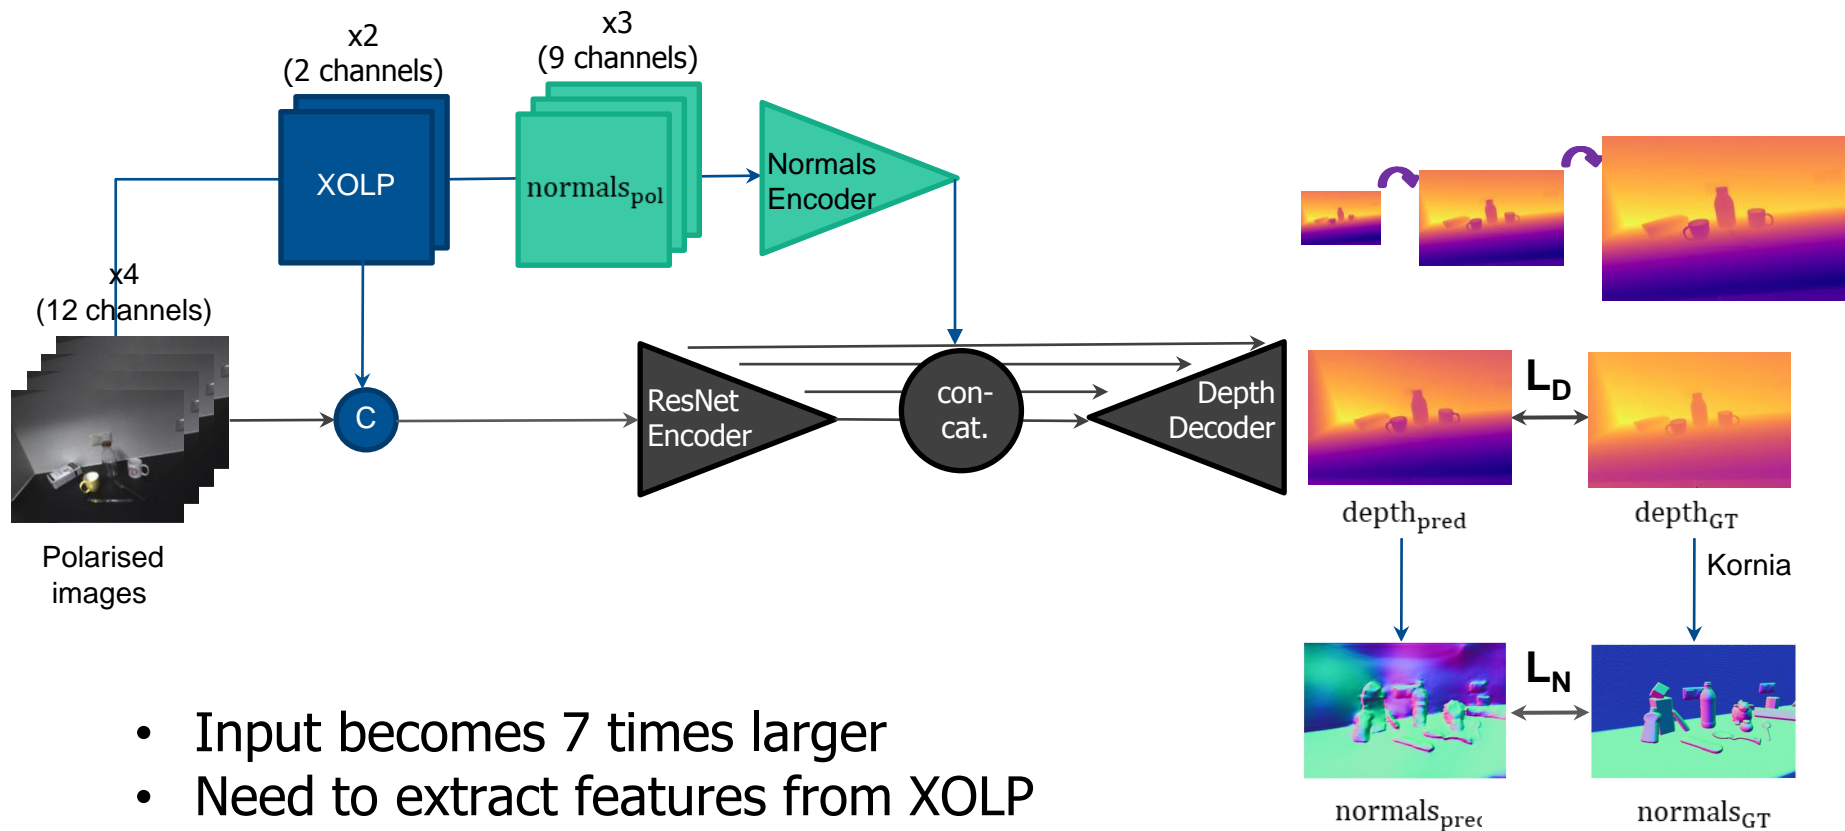 x2
(2 channels)
x3
(9 channels)
XOLP
normals_pol
Normals
Encoder
x4
(12 channels)
C
ResNet
Encoder
con-
cat.
Depth
Decoder
L_D
depth_pred
depth_GT
Polarised
images
Kornia
L_N
normals_pred
normals_GT
• Input becomes 7 times larger
• Need to extract features from XOLP